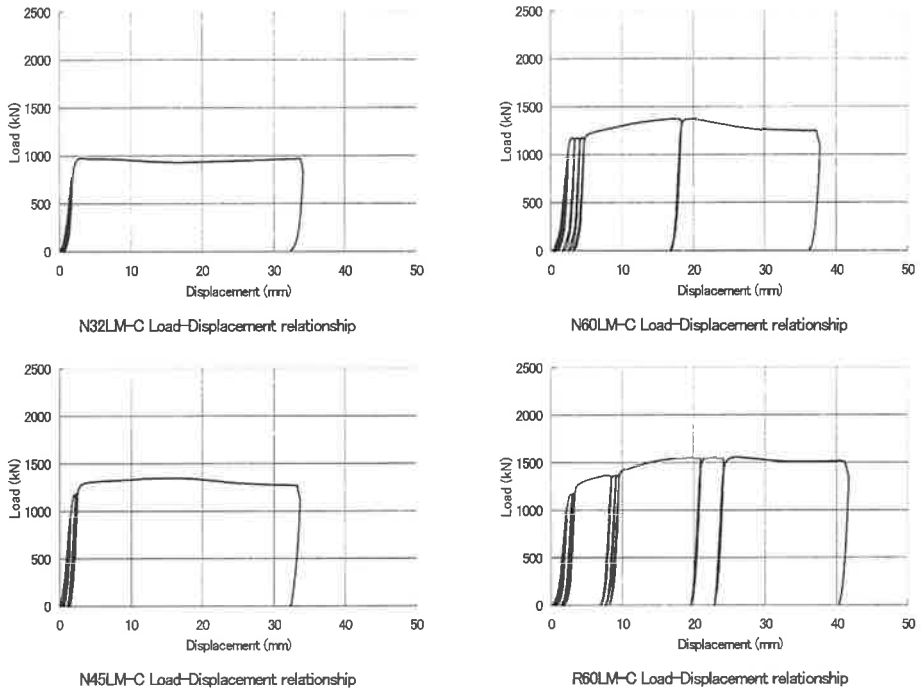 2500
2000
1500
1000
500
0
Load (kN)
0 10 20 30 40 50
Displacement (mm)
N32LM-C Load-Displacement relationship
2500
2000
1500
1000
500
0
Load (kN)
0 10 20 30 40 50
Displacement (mm)
N60LM-C Load-Displacement relationship
2500
2000
1500
1000
500
0
Load (kN)
0 10 20 30 40 50
Displacement (mm)
N45LM-C Load-Displacement relationship
2500
2000
1500
1000
500
0
Load (kN)
0 10 20 30 40 50
Displacement (mm)
R60LM-C Load-Displacement relationship